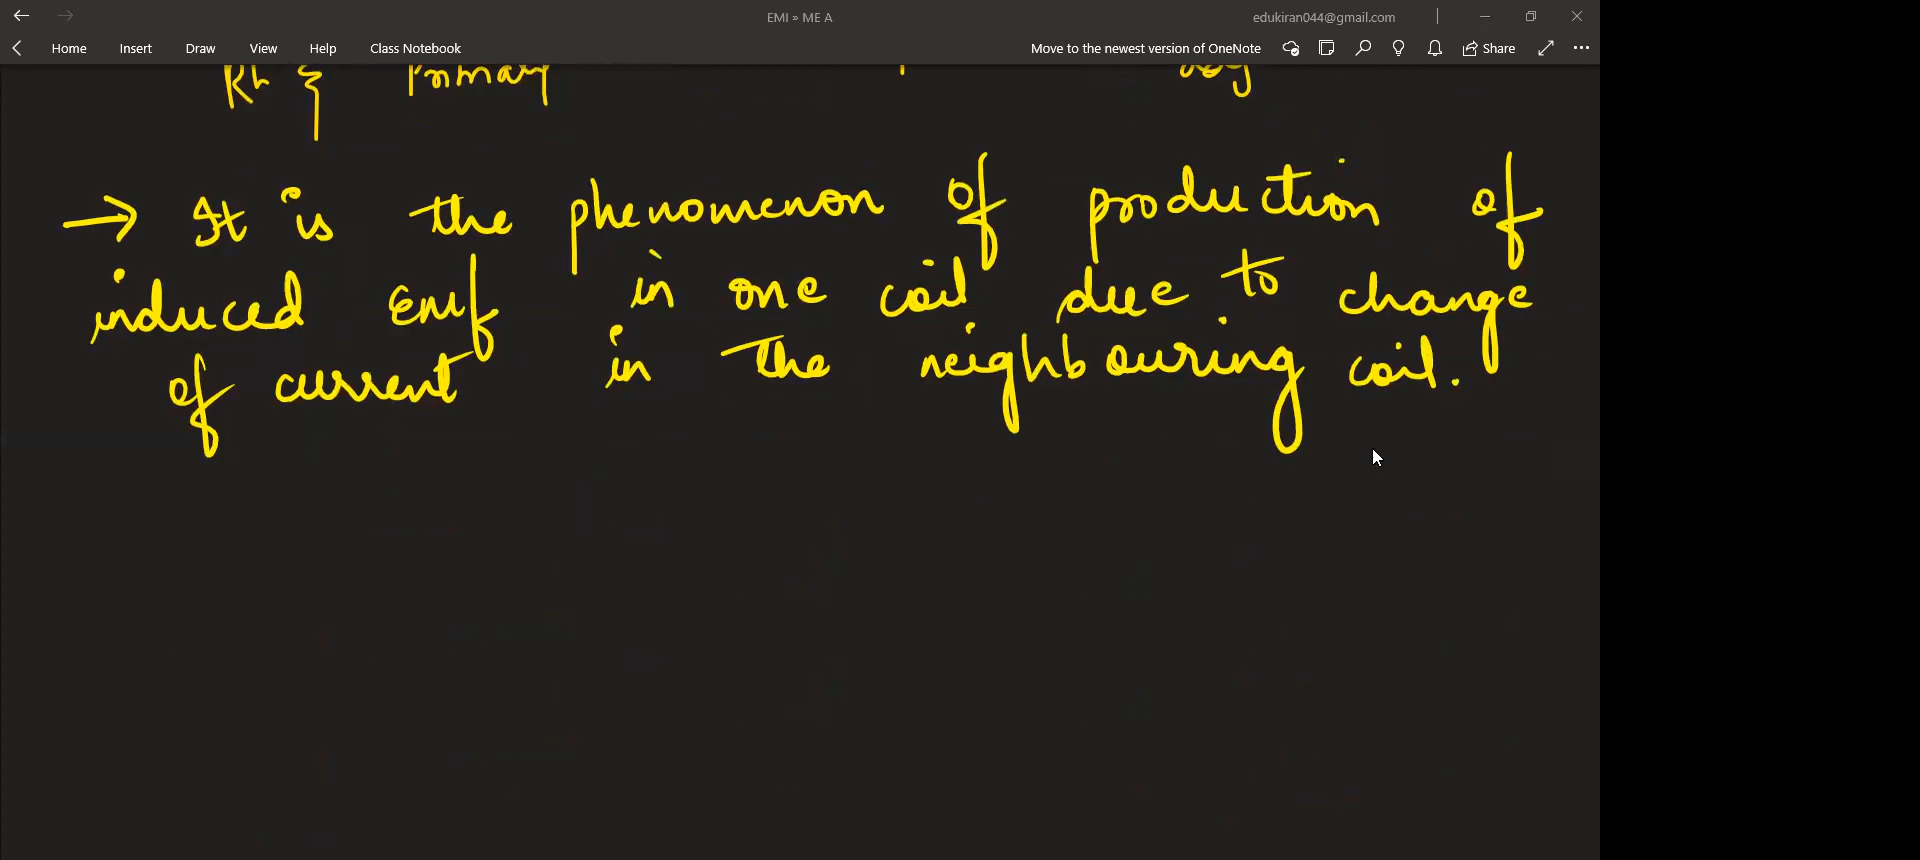 EMI » ME A
edukiran044@gmail.com
Home Insert Draw View Help Class Notebook Move to the newest version of OneNote Share
Rh Primary
→ It is the phenomenon of production of
induced Emf in one coil due to change
of current in the neighbouring coil.